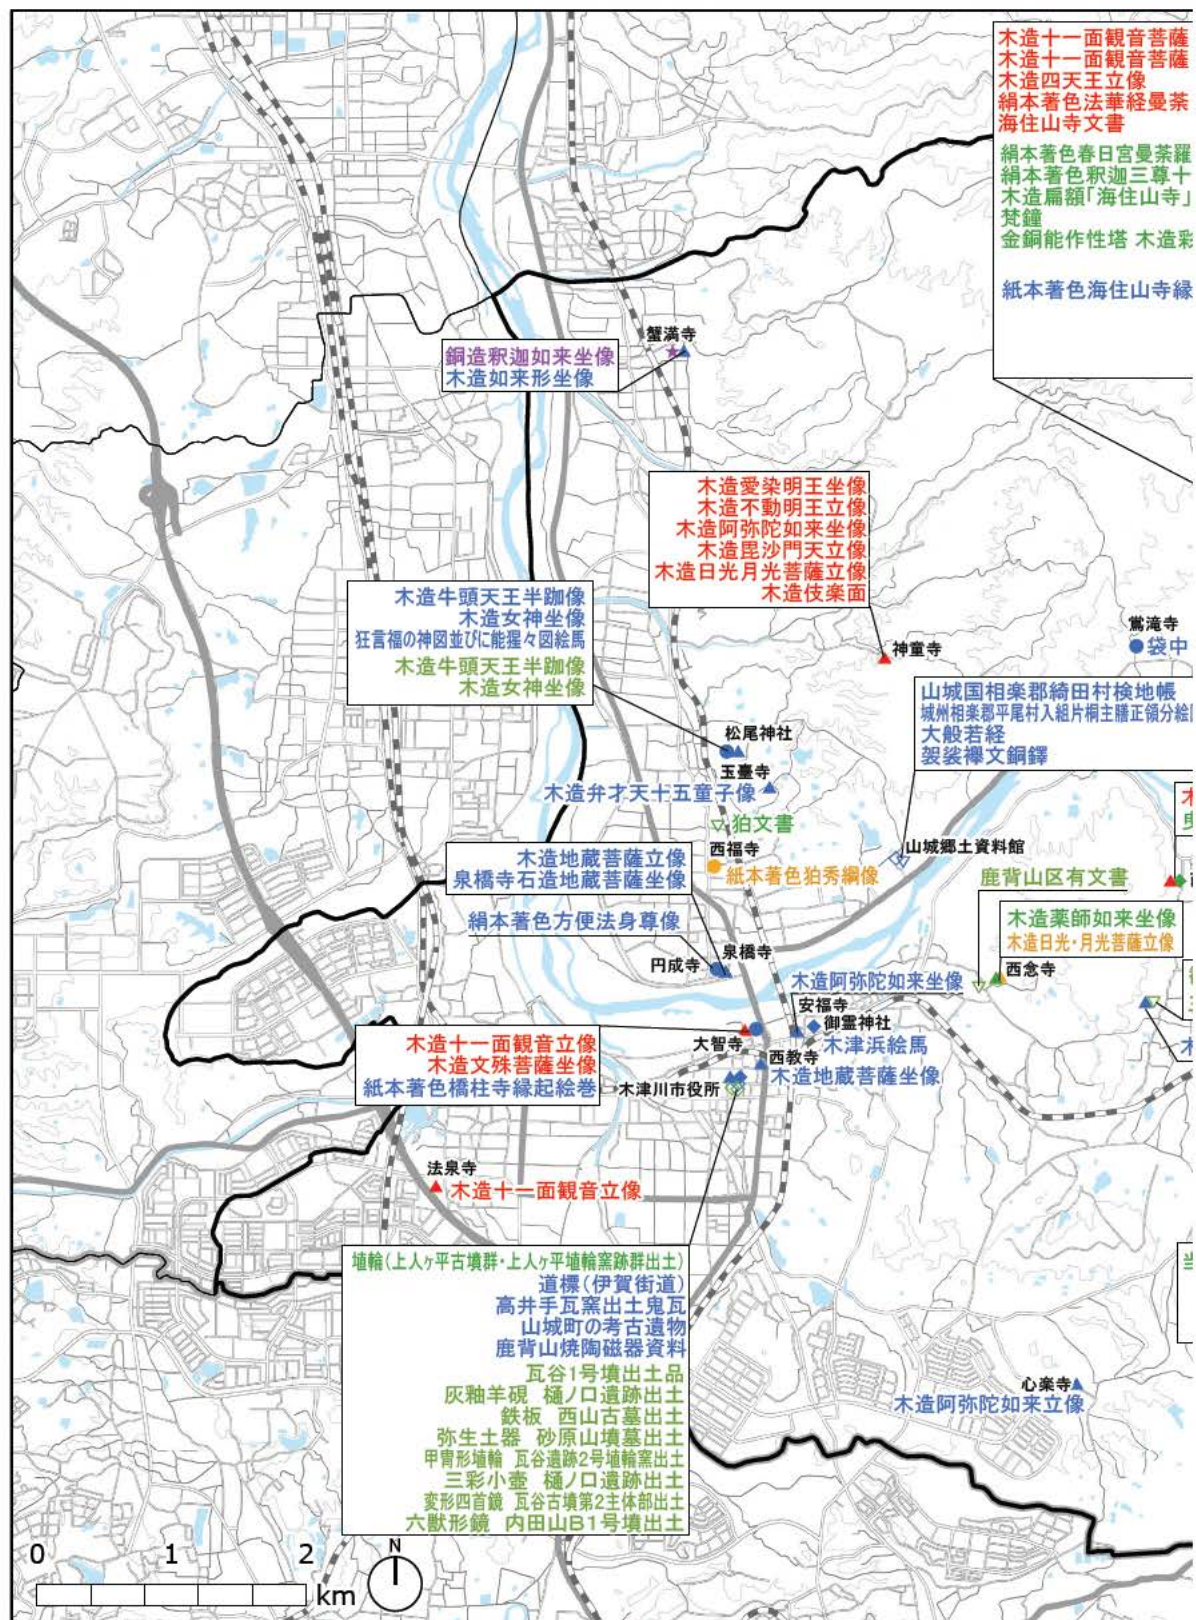 木造十一面観音菩薩
木造十一面観音菩薩
木造四天王立像
絹本著色法華経曼荼
海住山寺文書
絹本著色春日宮曼荼羅
絹本著色釈迦三尊十
木造扁額「海住山寺」
梵鐘
金銅能作性塔 木造彩
紙本著色海住山寺縁
蟹満寺
銅造釈迦如来坐像
木造如来形坐像
木造愛染明王坐像
木造不動明王立像
木造阿弥陀如来坐像
木造毘沙門天立像
木造日光月光菩薩立像
木造伎楽面
神童寺
鷲滝寺
袋中
木造牛頭天王半跏像
木造女神坐像
狂言福の神図並びに能猩々図絵馬
木造牛頭天王半跏像
木造女神坐像
山城国相楽郡綺田村検地帳
城州相楽郡平尾村入組片桐主膳正領分絵
大般若経
袈裟襷文銅鐸
松尾神社
玉臺寺
木造弁才天十五童子像
狛文書
西福寺
紙本著色狛秀綱像
山城郷土資料館
木造地蔵菩薩立像
泉橋寺石造地蔵菩薩坐像
絹本著色方便法身尊像
鹿背山区有文書
木造薬師如来坐像
木造日光・月光菩薩立像
西念寺
泉橋寺
円成寺
木造阿弥陀如来坐像
安福寺
御霊神社
木津浜絵馬
木造十一面観音立像
木造文殊菩薩坐像
紙本著色橋柱寺縁起絵巻
大智寺
西教寺
木造地蔵菩薩坐像
木津川市役所
法泉寺
木造十一面観音立像
埴輪(上人ヶ平古墳群・上人ヶ平埴輪窯跡群出土)
道標(伊賀街道)
高井手瓦窯出土鬼瓦
山城町の考古遺物
鹿背山焼陶磁器資料
瓦谷1号墳出土品
灰釉羊硯 樋ノ口遺跡出土
鉄板 西山古墓出土
弥生土器 砂原山墳墓出土
甲冑形埴輪 瓦谷遺跡2号埴輪窯出土
三彩小壷 樋ノ口遺跡出土
変形四首鏡 瓦谷古墳第2主体部出土
六獣形鏡 内田山B1号墳出土
心楽寺
木造阿弥陀如来立像
木
当
0 1 2 km
N